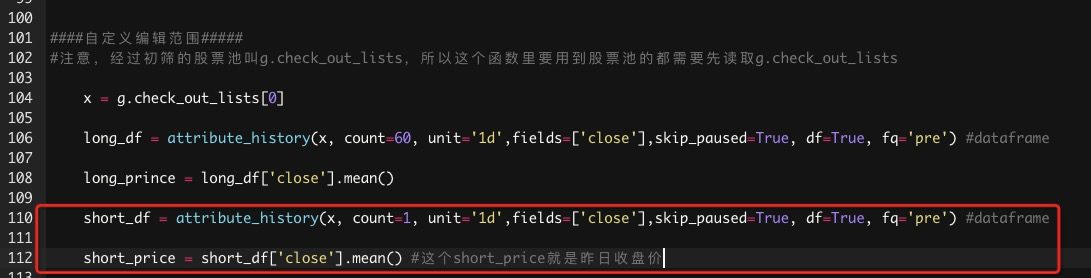 100
101 ####自定义编辑范围#####
102 #注意，经过初筛的股票池叫g.check_out_lists，所以这个函数里要用到股票池的都需要先读取g.check_out_lists
103
104 x = g.check_out_lists[0]
105
106 long_df = attribute_history(x, count=60, unit='1d',fields=['close'],skip_paused=True, df=True, fq='pre') #dataframe
107
108 long_prince = long_df['close'].mean()
109
110 short_df = attribute_history(x, count=1, unit='1d',fields=['close'],skip_paused=True, df=True, fq='pre') #dataframe
111
112 short_price = short_df['close'].mean() #这个short_price就是昨日收盘价